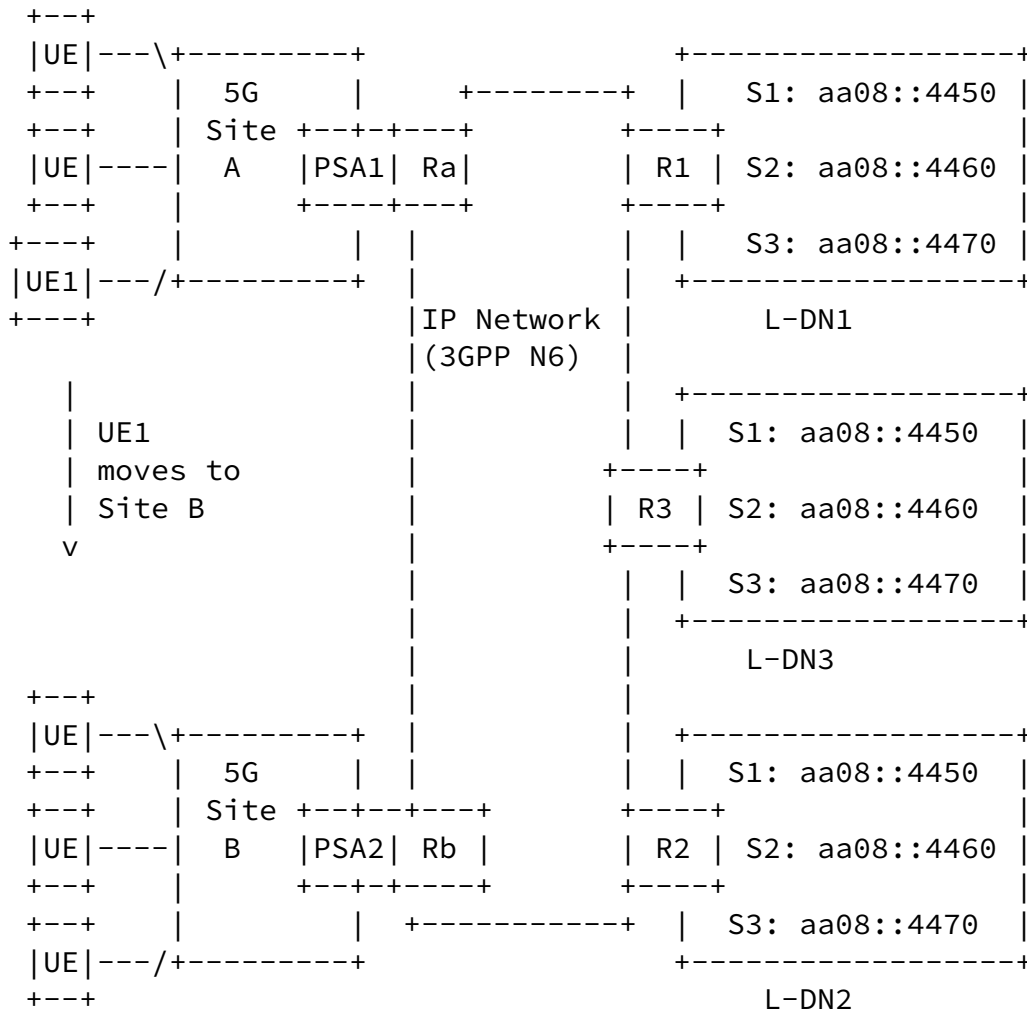 UE
5G S1: aa08::4450
Site
UE A PSA1 Ra R1 S2: aa08::4460
S3: aa08::4470
UE1
IP Network L-DN1
(3GPP N6)
UE1 S1: aa08::4450
moves to
Site B R3 S2: aa08::4460
v
S3: aa08::4470
L-DN3
UE
5G S1: aa08::4450
Site
UE B PSA2 Rb R2 S2: aa08::4460
S3: aa08::4470
UE
L-DN2